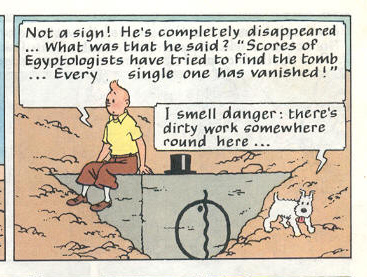 Not a sign! He's completely disappeared
... What was that he said? "Scores of
Egyptologists have tried to find the tomb
... Every single one has vanished!"
I smell danger: there's
dirty work somewhere
round here ...